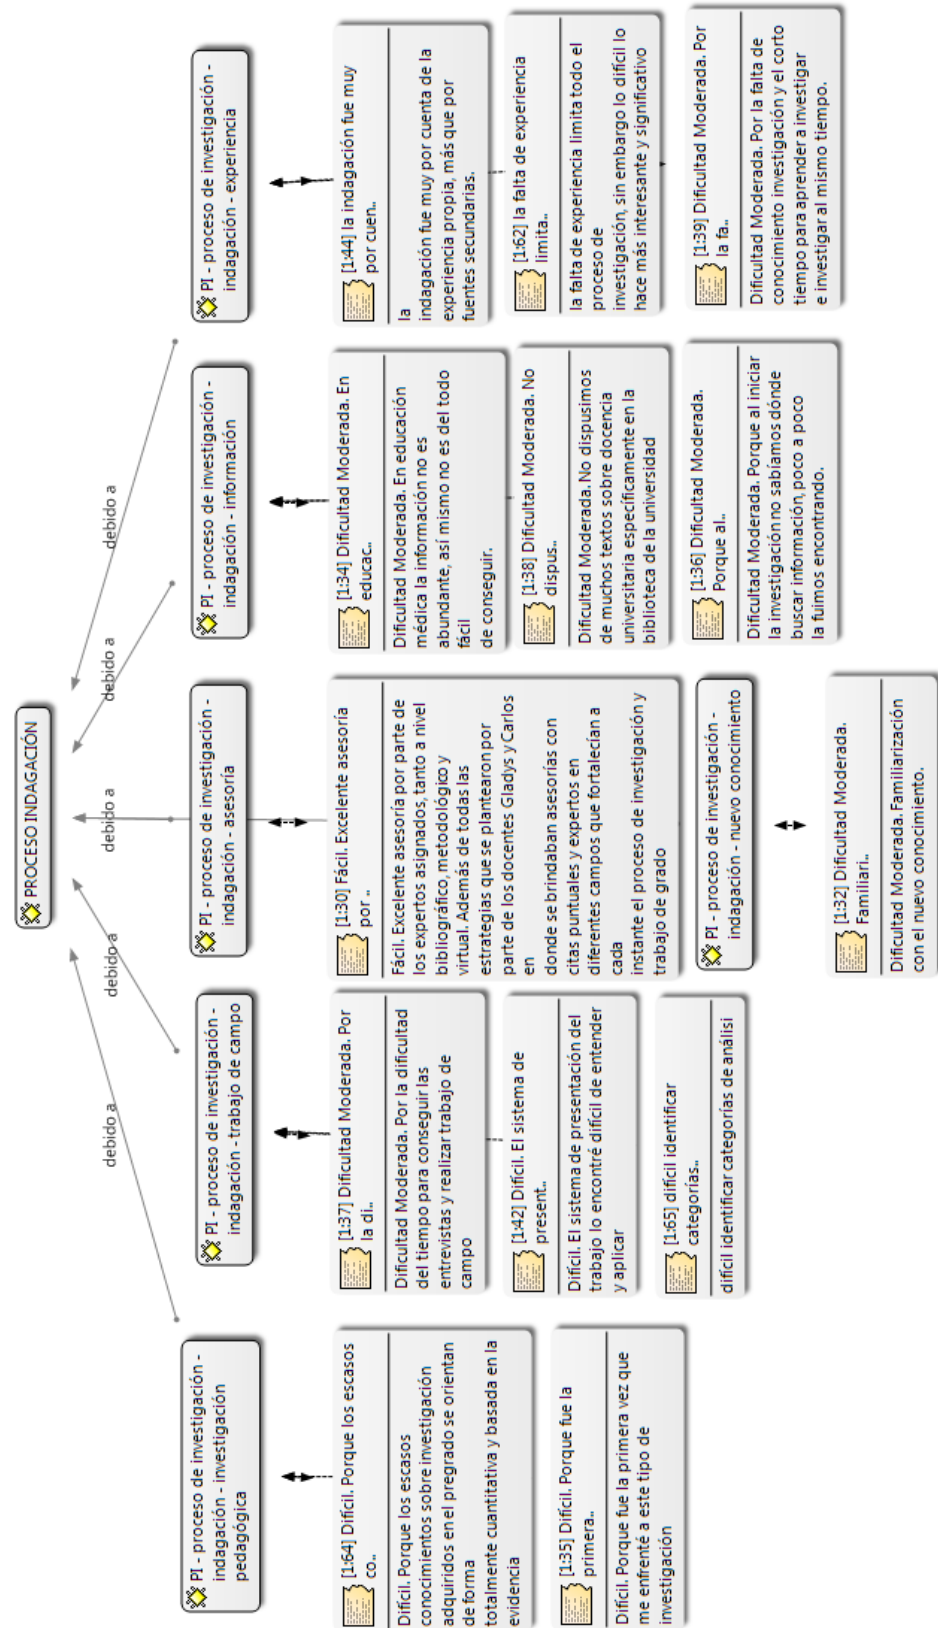 PROCESO INDAGACIÓN
debido a
debido a
debido a
debido a
debido a
PI - proceso de investigación -
indagación - investigación
pedagógica
[1:64] Difícil. Porque los escasos
co..
Difícil. Porque los escasos
conocimientos sobre investigación
adquiridos en el pregrado se orientan
de forma
totalmente cuantitativa y basada en la
evidencia
[1:35] Difícil. Porque fue la
primera..
Difícil. Porque fue la primera vez que
me enfrenté a este tipo de
investigación
PI - proceso de investigación -
indagación - trabajo de campo
[1:37] Dificultad Moderada. Por
la di..
Dificultad Moderada. Por la dificultad
del tiempo para conseguir las
entrevistas y realizar trabajo de
campo
[1:42] Difícil. El sistema de
present..
Difícil. El sistema de presentación del
trabajo lo encontré difícil de entender
y aplicar
[1:65] difícil identificar
categorías..
difícil identificar categorías de análisi
PI - proceso de investigación -
indagación - asesoría
[1:30] Fácil. Excelente asesoría
por ..
Fácil. Excelente asesoría por parte de
los expertos asignados, tanto a nivel
bibliográfico, metodológico y
virtual. Además de todas las
estrategias que se plantearon por
parte de los docentes Gladys y Carlos
en
donde se brindaban asesorías con
citas puntuales y expertos en
diferentes campos que fortalecían a
cada
instante el proceso de investigación y
trabajo de grado
PI - proceso de investigación -
indagación - nuevo conocimiento
[1:32] Dificultad Moderada.
Familiari..
Dificultad Moderada. Familiarización
con el nuevo conocimiento.
PI - proceso de investigación -
indagación - información
[1:34] Dificultad Moderada. En
educac..
Dificultad Moderada. En educación
médica la información no es
abundante, así mismo no es del todo
fácil
de conseguir.
[1:38] Dificultad Moderada. No
dispus..
Dificultad Moderada. No dispusimos
de muchos textos sobre docencia
universitaria específicamente en la
biblioteca de la universidad
[1:36] Dificultad Moderada.
Porque al..
Dificultad Moderada. Porque al iniciar
la investigación no sabíamos dónde
buscar información, poco a poco
la fuimos encontrando.
PI - proceso de investigación -
indagación - experiencia
[1:44] la indagación fue muy
por cuen..
la
indagación fue muy por cuenta de la
experiencia propia, más que por
fuentes secundarias.
[1:62] la falta de experiencia
limita..
la falta de experiencia limita todo el
proceso de
investigación, sin embargo lo difícil lo
hace más interesante y significativo
[1:39] Dificultad Moderada. Por
la fa..
Dificultad Moderada. Por la falta de
conocimiento investigación y el corto
tiempo para aprender a investigar
e investigar al mismo tiempo.